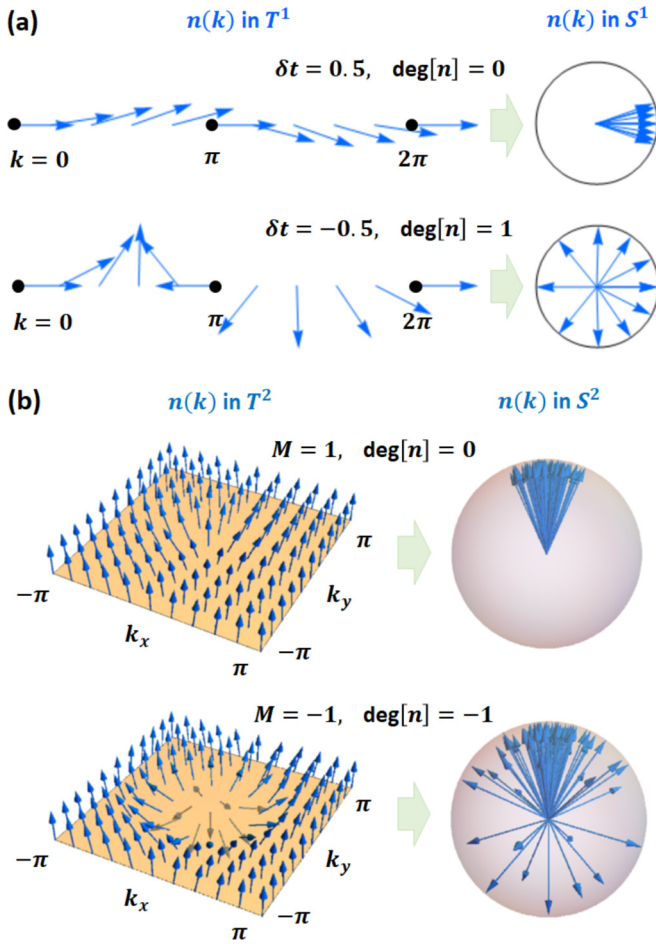 (a) n(k) in T¹ n(k) in S¹
δt = 0.5, deg[n] = 0
k = 0 π 2π
δt = −0.5, deg[n] = 1
k = 0 π 2π
(b) n(k) in T² n(k) in S²
M = 1, deg[n] = 0
π
−π
k_y
k_x
π −π
M = −1, deg[n] = −1
π
−π
k_y
k_x
π −π